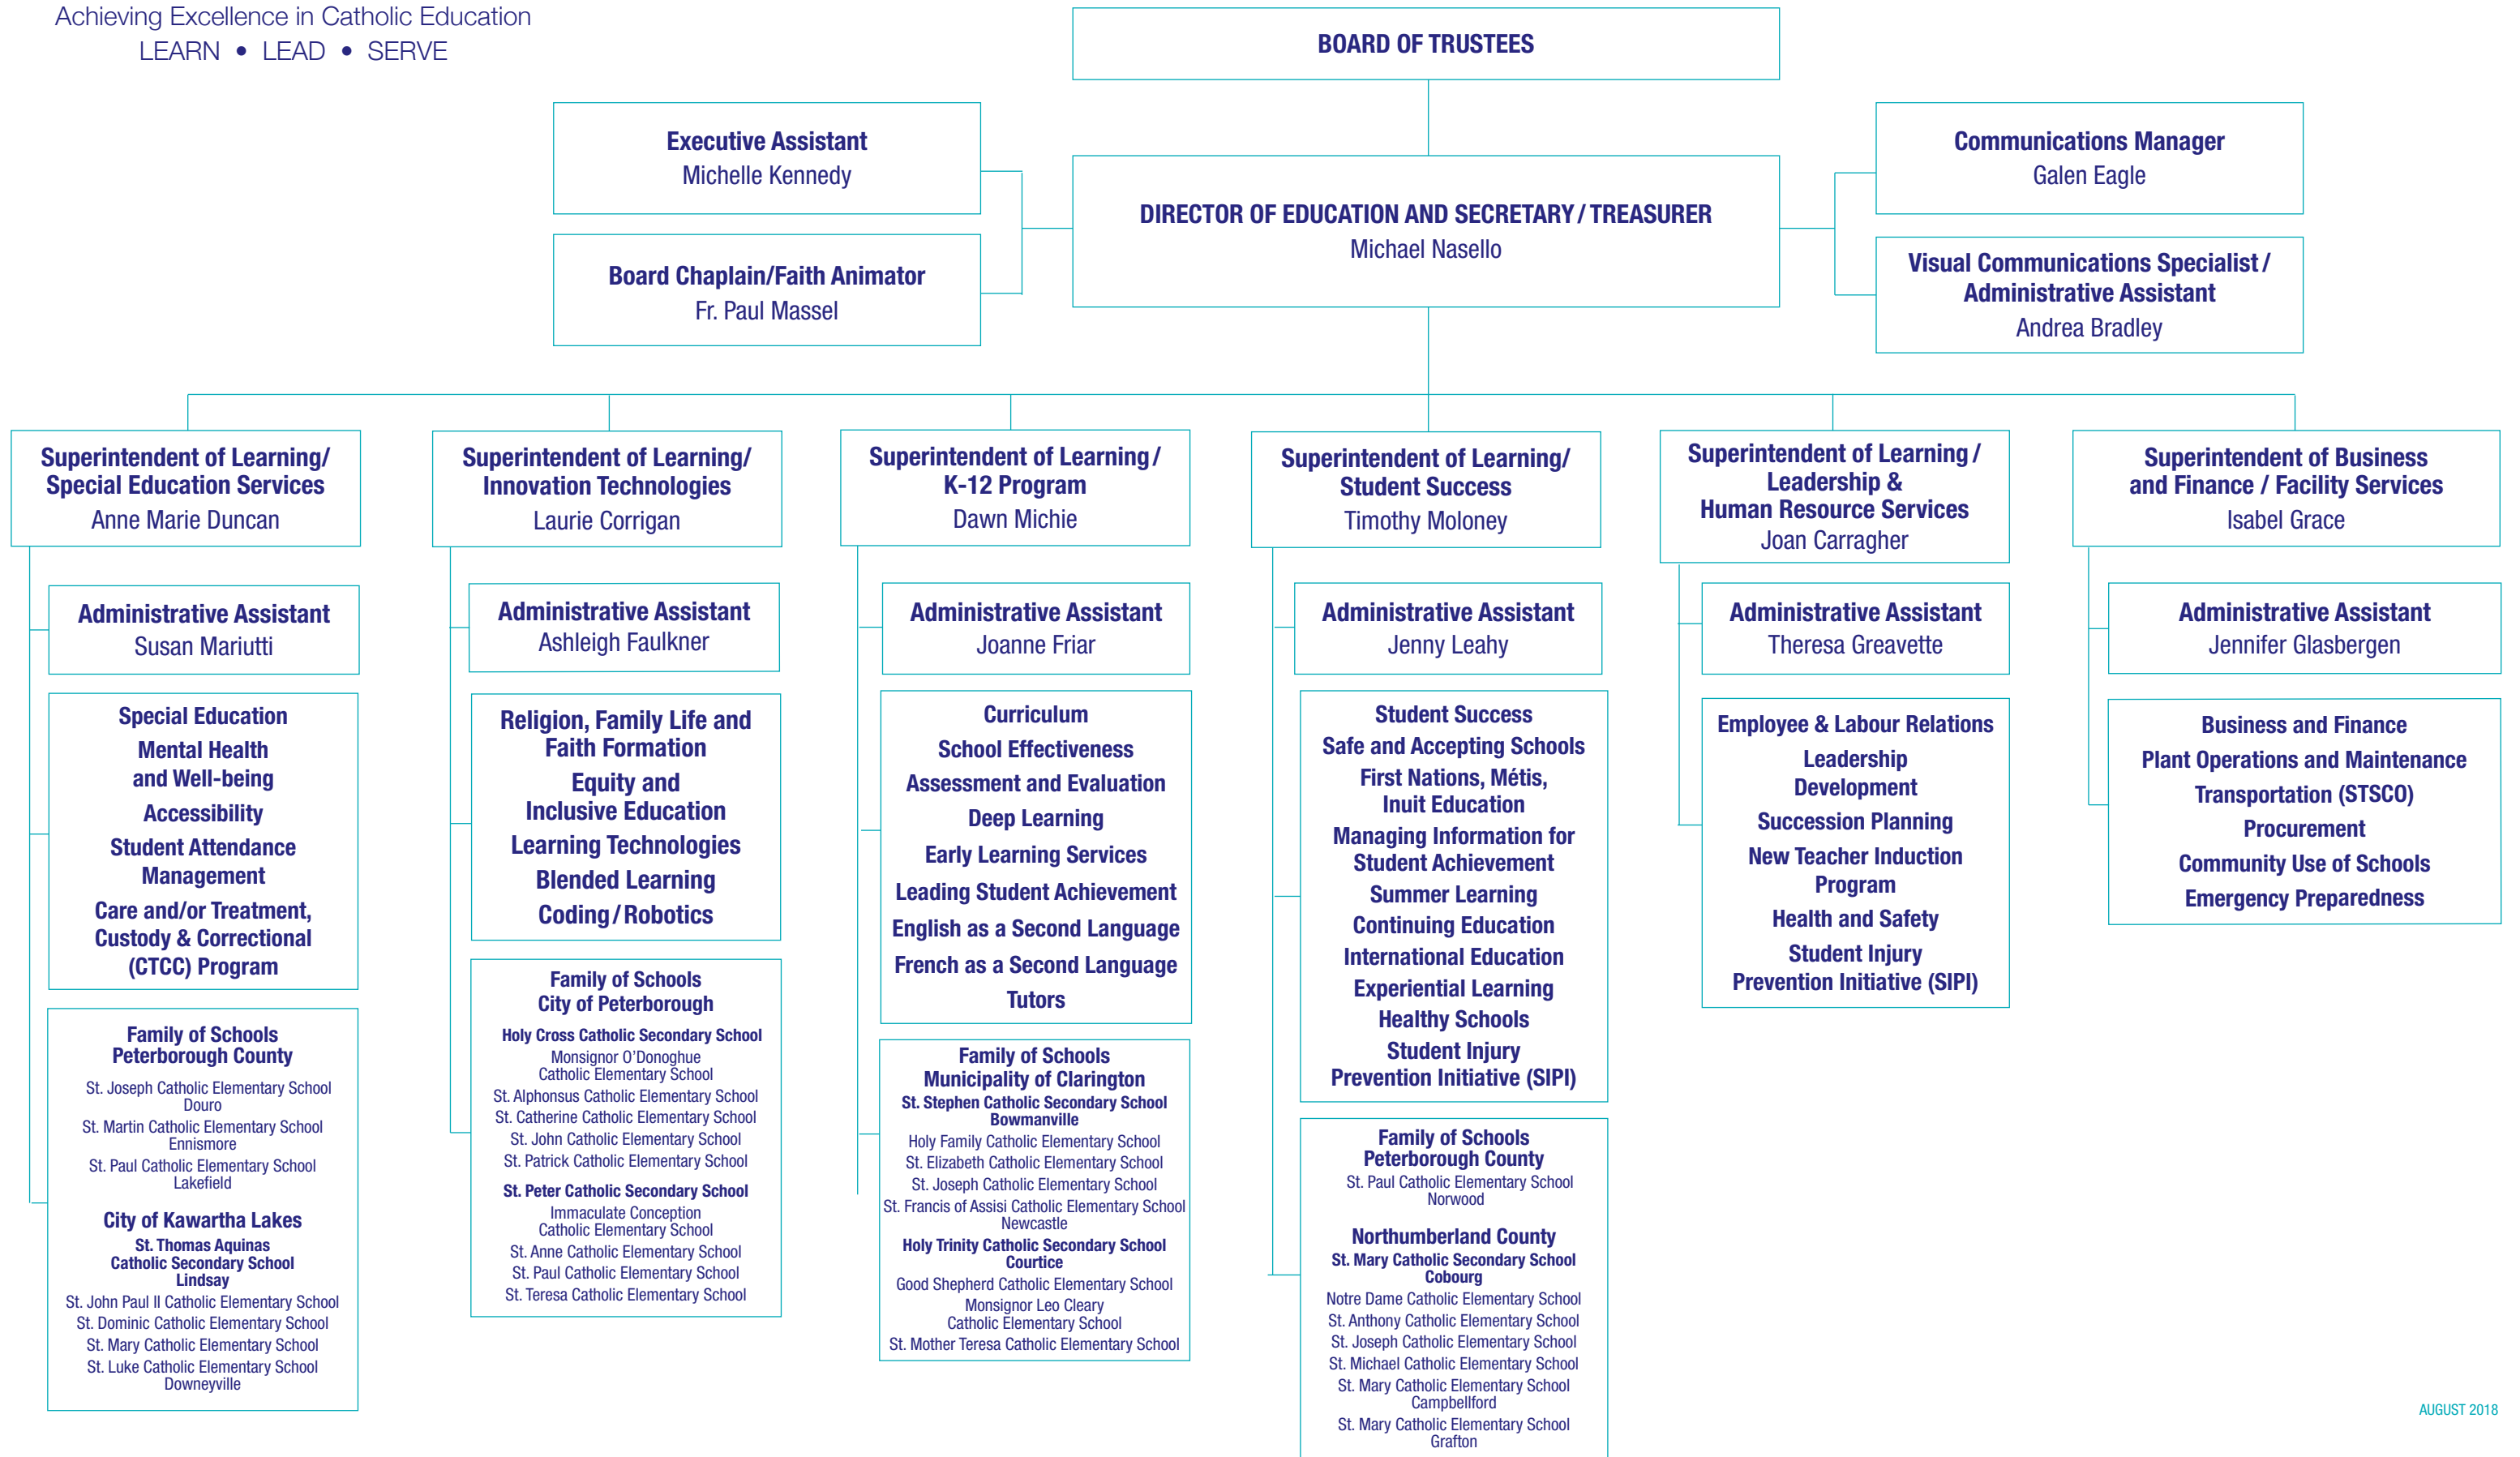 Achieving Excellence in Catholic Education
LEARN • LEAD • SERVE
BOARD OF TRUSTEES
Executive Assistant
Michelle Kennedy
Board Chaplain/Faith Animator
Fr. Paul Massel
DIRECTOR OF EDUCATION AND SECRETARY / TREASURER
Michael Nasello
Communications Manager
Galen Eagle
Visual Communications Specialist /
Administrative Assistant
Andrea Bradley
Superintendent of Learning/
Special Education Services
Anne Marie Duncan
Administrative Assistant
Susan Mariutti
Special Education
Mental Health
and Well-being
Accessibility
Student Attendance
Management
Care and/or Treatment,
Custody & Correctional
(CTCC) Program
Family of Schools
Peterborough County
St. Joseph Catholic Elementary School
Douro
St. Martin Catholic Elementary School
Ennismore
St. Paul Catholic Elementary School
Lakefield
City of Kawartha Lakes
St. Thomas Aquinas
Catholic Secondary School
Lindsay
St. John Paul II Catholic Elementary School
St. Dominic Catholic Elementary School
St. Mary Catholic Elementary School
St. Luke Catholic Elementary School
Downeyville
Superintendent of Learning/
Innovation Technologies
Laurie Corrigan
Administrative Assistant
Ashleigh Faulkner
Religion, Family Life and
Faith Formation
Equity and
Inclusive Education
Learning Technologies
Blended Learning
Coding / Robotics
Family of Schools
City of Peterborough
Holy Cross Catholic Secondary School
Monsignor O'Donoghue
Catholic Elementary School
St. Alphonsus Catholic Elementary School
St. Catherine Catholic Elementary School
St. John Catholic Elementary School
St. Patrick Catholic Elementary School
St. Peter Catholic Secondary School
Immaculate Conception
Catholic Elementary School
St. Anne Catholic Elementary School
St. Paul Catholic Elementary School
St. Teresa Catholic Elementary School
Superintendent of Learning /
K-12 Program
Dawn Michie
Administrative Assistant
Joanne Friar
Curriculum
School Effectiveness
Assessment and Evaluation
Deep Learning
Early Learning Services
Leading Student Achievement
English as a Second Language
French as a Second Language
Tutors
Family of Schools
Municipality of Clarington
St. Stephen Catholic Secondary School
Bowmanville
Holy Family Catholic Elementary School
St. Elizabeth Catholic Elementary School
St. Joseph Catholic Elementary School
St. Francis of Assisi Catholic Elementary School
Newcastle
Holy Trinity Catholic Secondary School
Courtice
Good Shepherd Catholic Elementary School
Monsignor Leo Cleary
Catholic Elementary School
St. Mother Teresa Catholic Elementary School
Superintendent of Learning/
Student Success
Timothy Moloney
Administrative Assistant
Jenny Leahy
Student Success
Safe and Accepting Schools
First Nations, Métis,
Inuit Education
Managing Information for
Student Achievement
Summer Learning
Continuing Education
International Education
Experiential Learning
Healthy Schools
Student Injury
Prevention Initiative (SIPI)
Family of Schools
Peterborough County
St. Paul Catholic Elementary School
Norwood
Northumberland County
St. Mary Catholic Secondary School
Cobourg
Notre Dame Catholic Elementary School
St. Anthony Catholic Elementary School
St. Joseph Catholic Elementary School
St. Michael Catholic Elementary School
St. Mary Catholic Elementary School
Campbellford
St. Mary Catholic Elementary School
Grafton
Superintendent of Learning /
Leadership &
Human Resource Services
Joan Carragher
Administrative Assistant
Theresa Greavette
Employee & Labour Relations
Leadership
Development
Succession Planning
New Teacher Induction
Program
Health and Safety
Student Injury
Prevention Initiative (SIPI)
Superintendent of Business
and Finance / Facility Services
Isabel Grace
Administrative Assistant
Jennifer Glasbergen
Business and Finance
Plant Operations and Maintenance
Transportation (STSCO)
Procurement
Community Use of Schools
Emergency Preparedness
AUGUST 2018